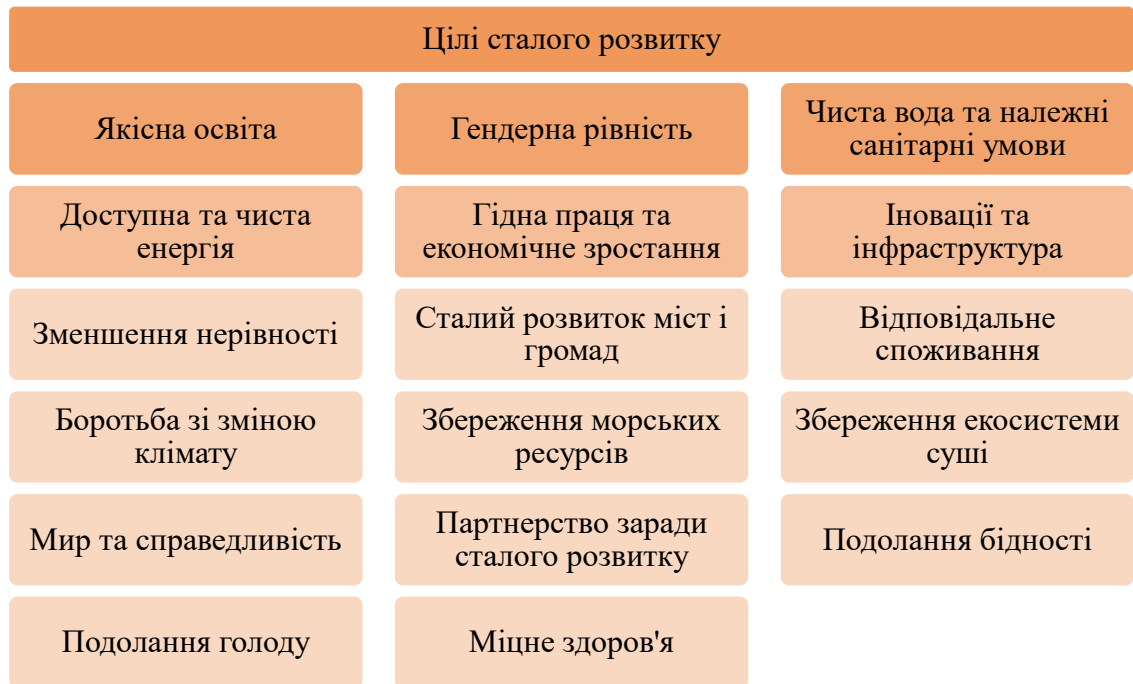 Цілі сталого розвитку
Якісна освіта
Гендерна рівність
Чиста вода та належні
санітарні умови
Доступна та чиста
енергія
Гідна праця та
економічне зростання
Іновації та
інфраструктура
Зменшення нерівності
Сталий розвиток міст і
громад
Відповідальне
споживання
Боротьба зі зміною
клімату
Збереження морських
ресурсів
Збереження екосистеми
суші
Мир та справедливість
Партнерство заради
сталого розвитку
Подолання бідності
Подолання голоду
Міцне здоров'я